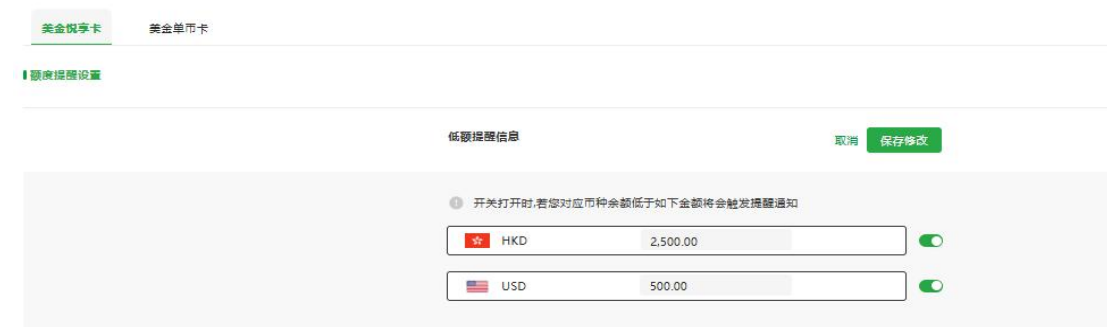 美金悦享卡 美金单币卡
额度提醒设置
低额提醒信息 取消 保存修改
开关打开时,若您对应币种余额低于如下金额将会触发提醒通知
HKD 2,500.00
USD 500.00